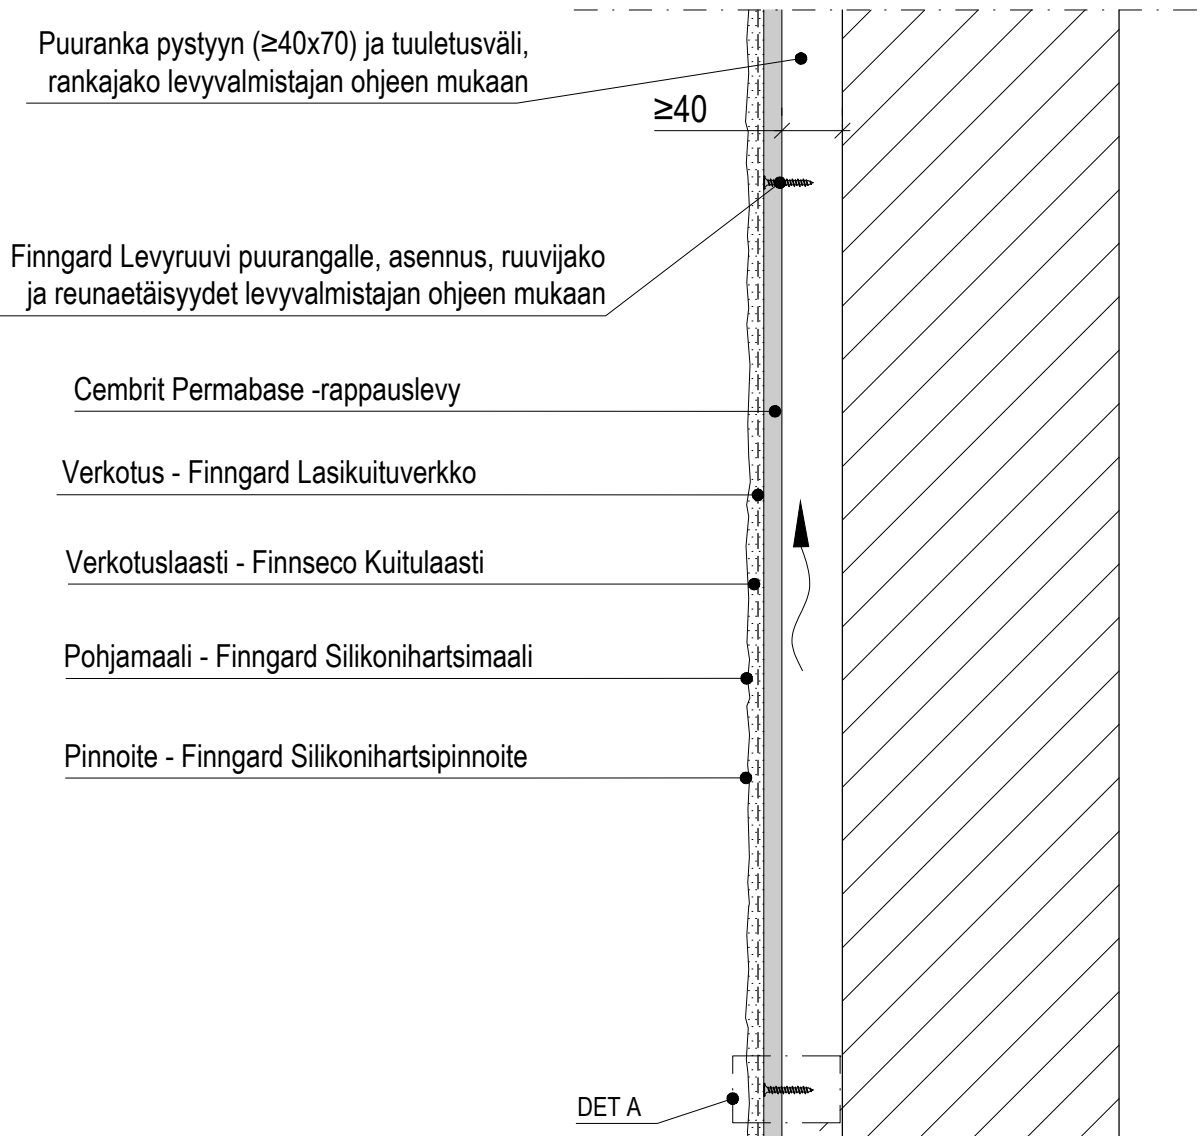 Puuranka pystyyn (≥40x70) ja tuuletusväli,
rankajako levyvalmistajan ohjeen mukaan
≥40
Finngard Levyruuvi puurangalle, asennus, ruuvijako
ja reunaetäisyydet levyvalmistajan ohjeen mukaan
Cembrit Permabase -rappauslevy
Verkotus - Finngard Lasikuituverkko
Verkotuslaasti - Finnseco Kuitulaasti
Pohjamaali - Finngard Silikonihartsimaali
Pinnoite - Finngard Silikonihartsipinnoite
DET A